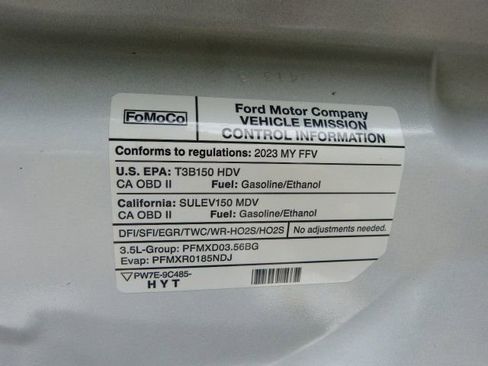 FoMoCo
Ford Motor Company
VEHICLE EMISSION
CONTROL INFORMATION
Conforms to regulations: 2023 MY FFV
U.S. EPA: T3B150 HDV
CA OBD II Fuel: Gasoline/Ethanol
California: SULEV150 MDV
CA OBD II Fuel: Gasoline/Ethanol
DFI/SFI/EGR/TWC/WR-HO2S/HO2S No adjustments needed.
3.5L-Group: PFMXD03.56BG
Evap: PFMXR0185NDJ
PW7E-9C485-
HYT